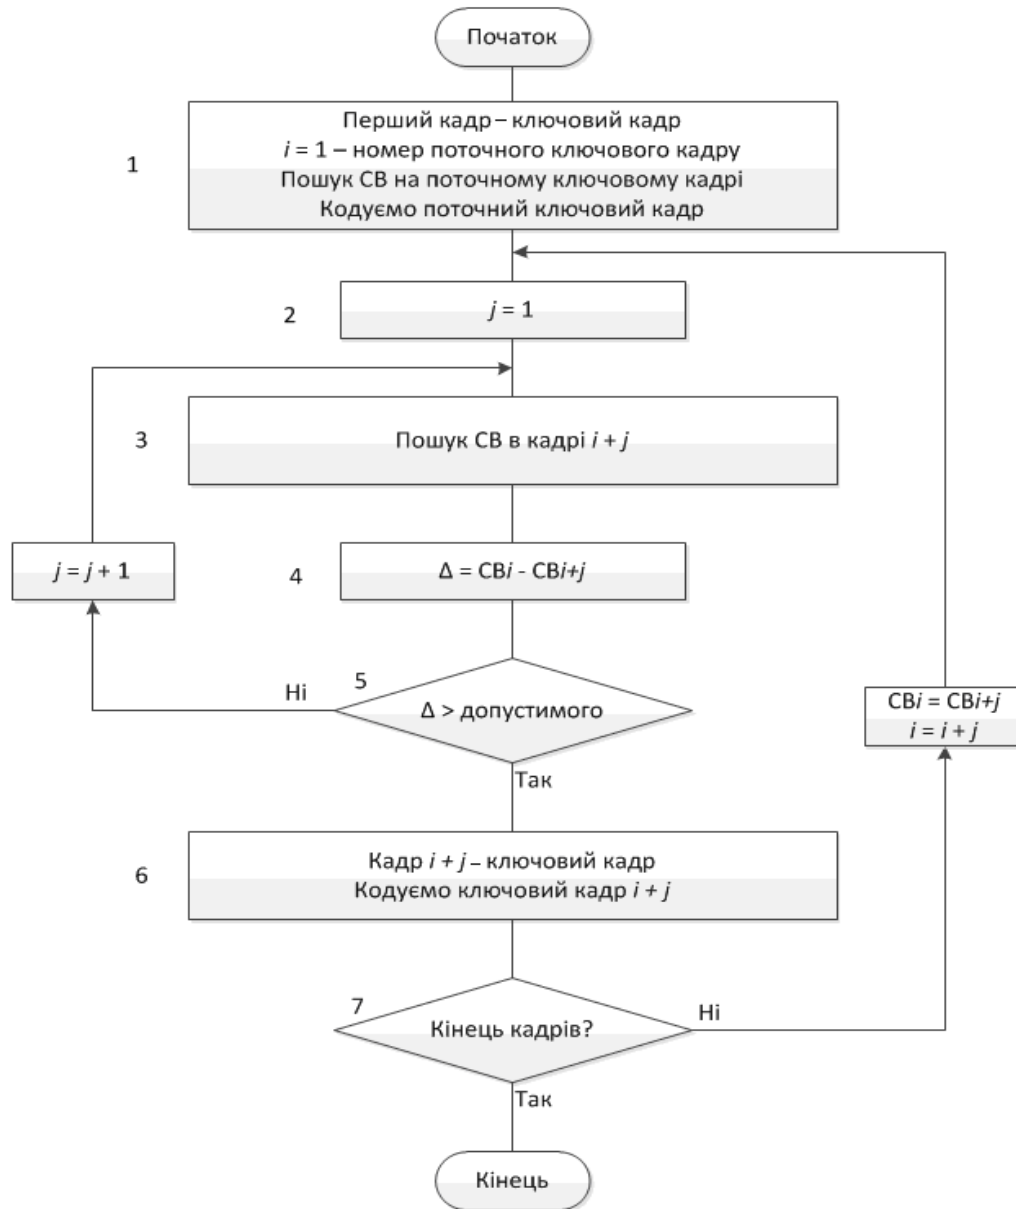 Початок
1
Перший кадр – ключовий кадр
i = 1 – номер поточного ключового кадру
Пошук СВ на поточному ключовому кадрі
Кодуємо поточний ключовий кадр
2
j = 1
3
Пошук СВ в кадрі i + j
j = j + 1
4
Δ = СВi - СВi+j
5
Ні
Δ > допустимого
Так
СВi = СВi+j
i = i + j
6
Кадр i + j – ключовий кадр
Кодуємо ключовий кадр i + j
7
Кінець кадрів?
Ні
Так
Кінець